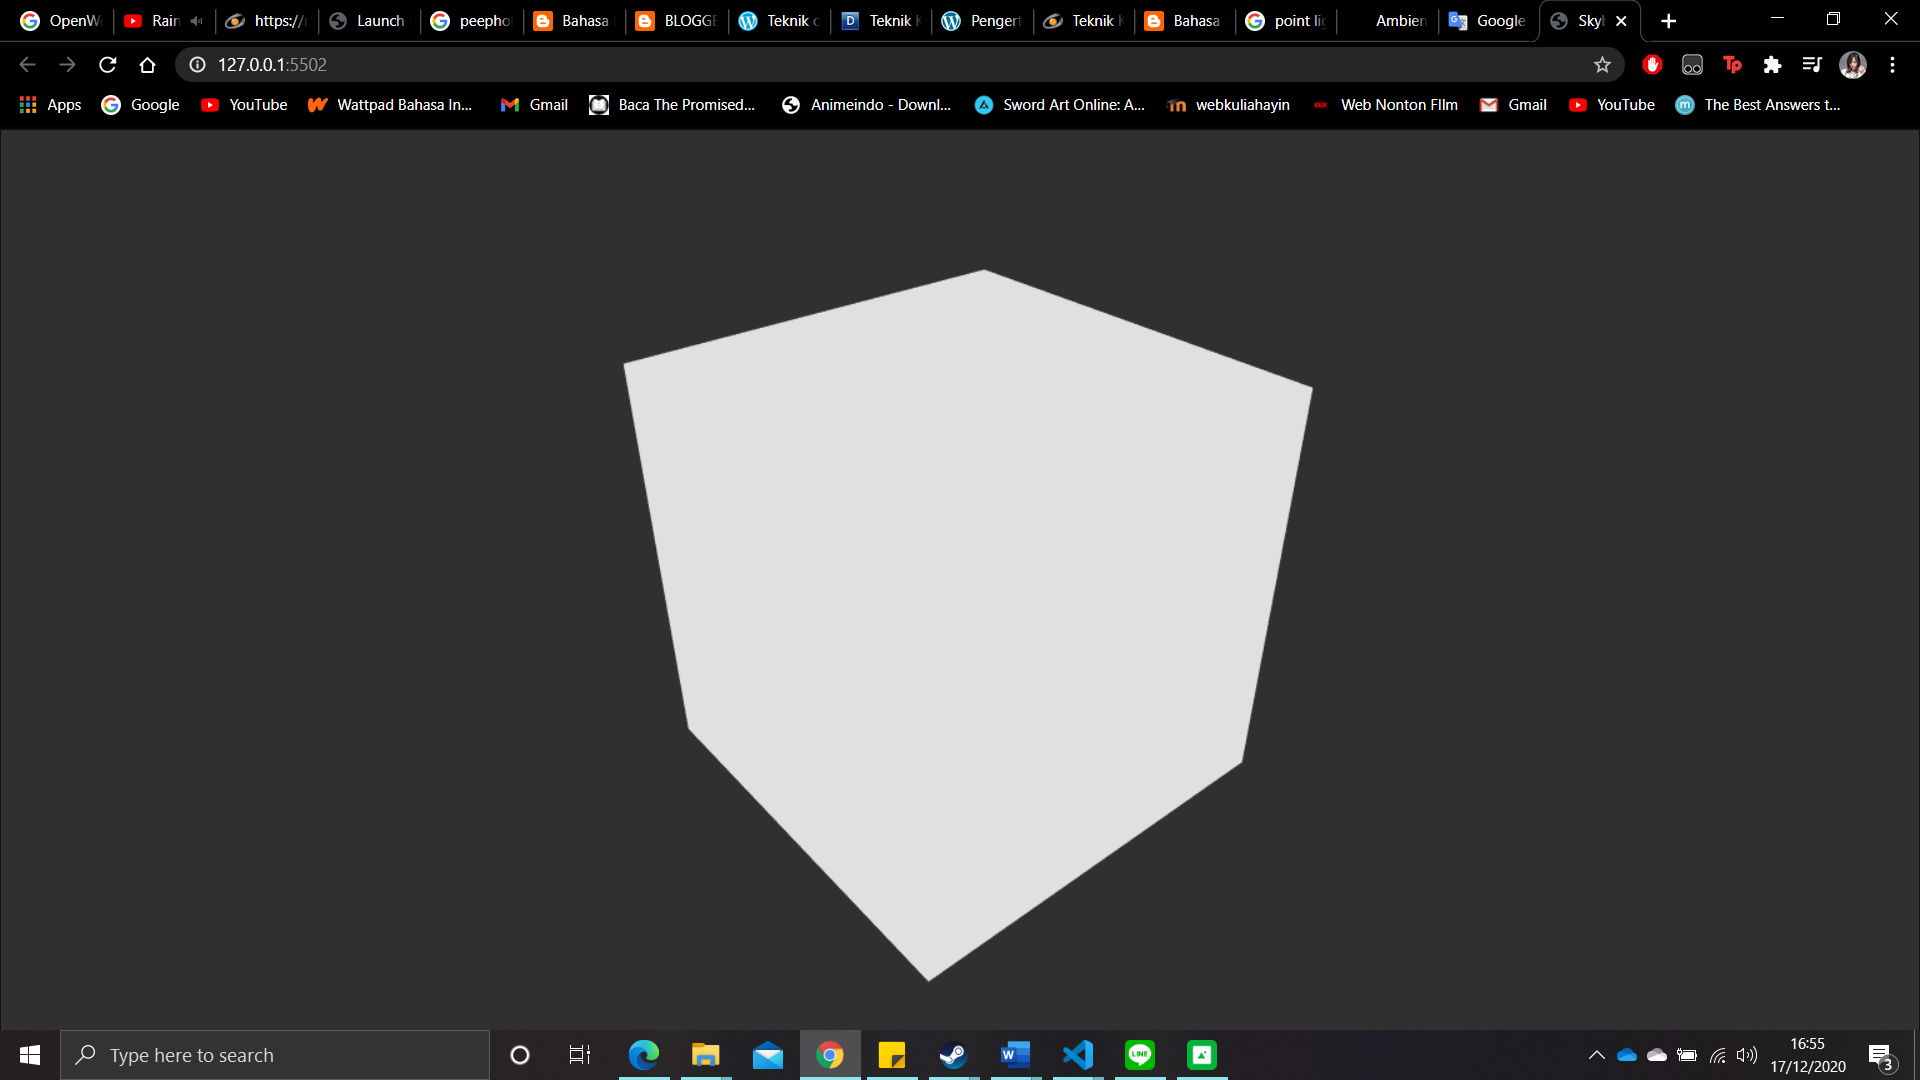 OpenW Rain https:// Launch peepho Bahasa BLOGGE Teknik Teknik Pengert Teknik Bahasa point lig Ambien Google Sky
127.0.0.1:5502
Apps Google YouTube Wattpad Bahasa In... Gmail Baca The Promised... Animeindo - Downl... Sword Art Online: A... webkuliahayin Web Nonton FIlm Gmail YouTube The Best Answers t...
Type here to search
16:55
17/12/2020
3